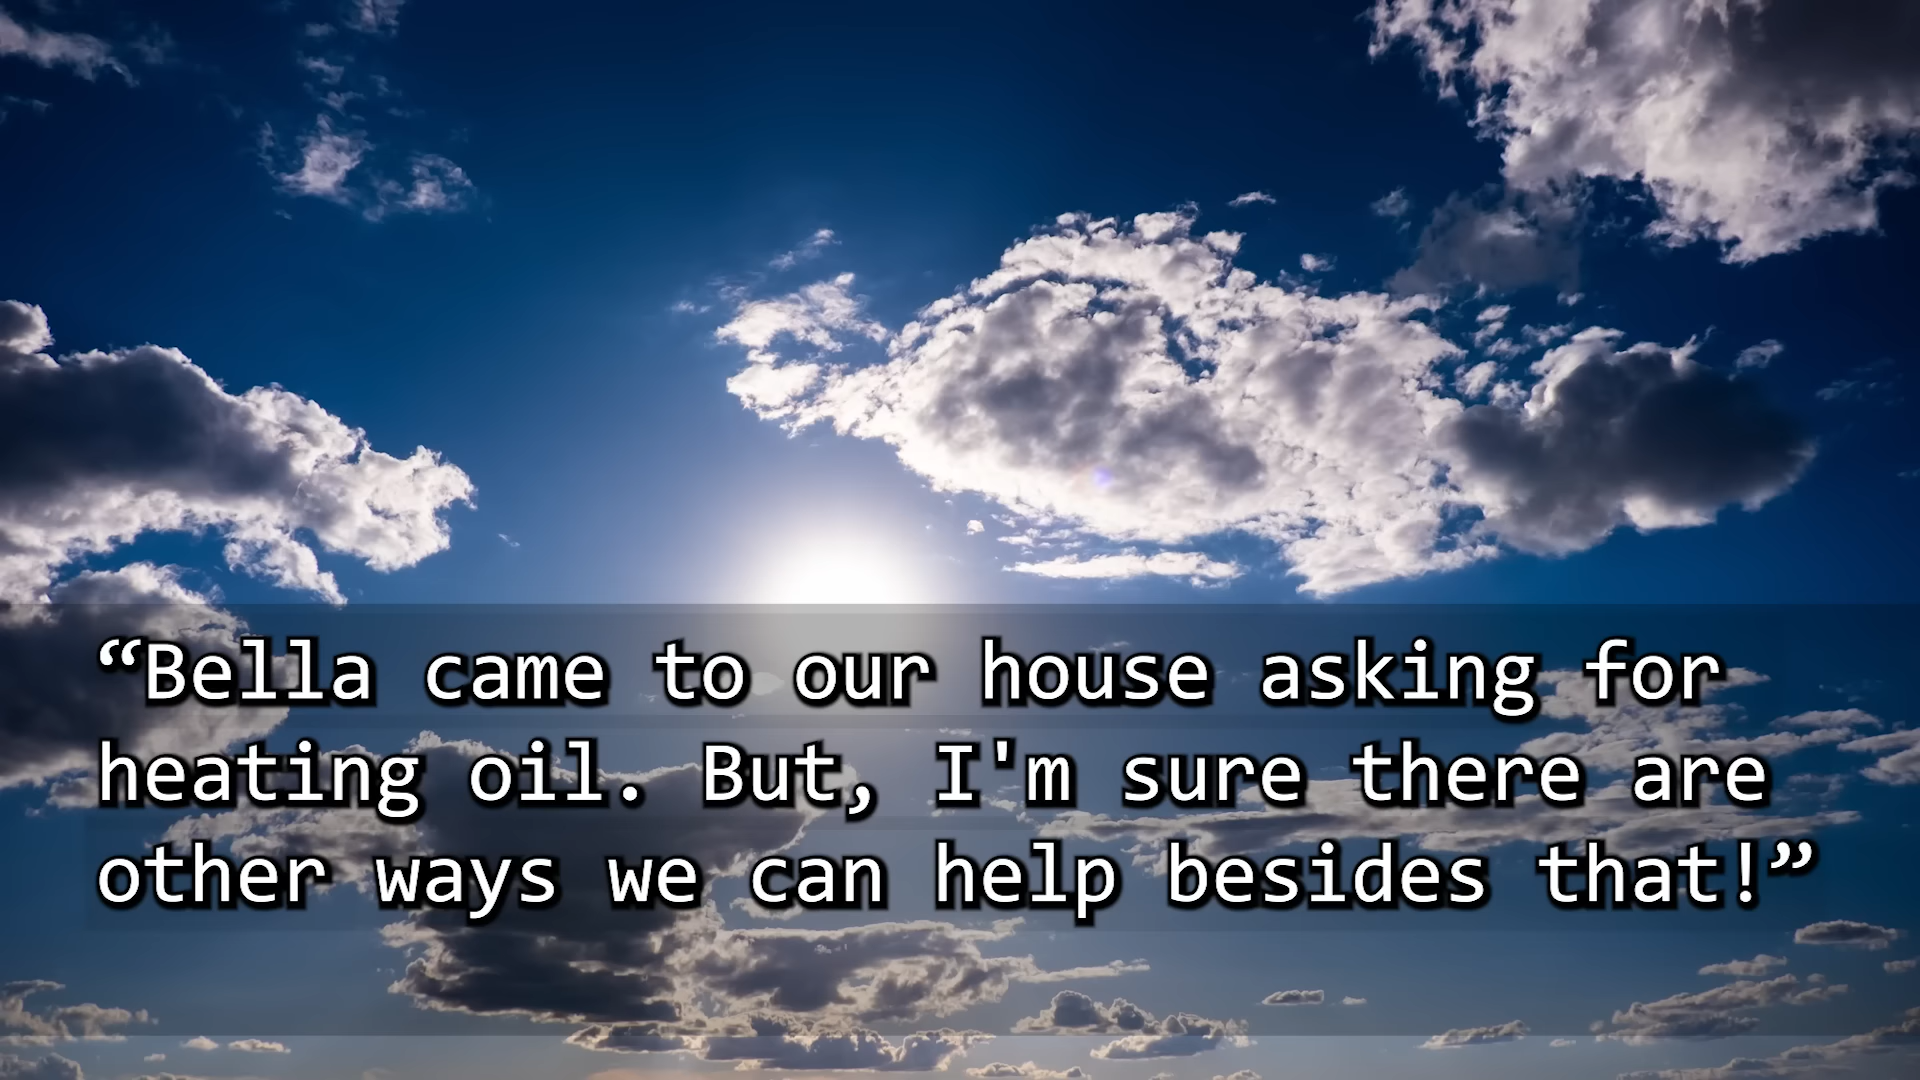 “Bella came to our house asking for
heating oil. But, I'm sure there are
other ways we can help besides that!”